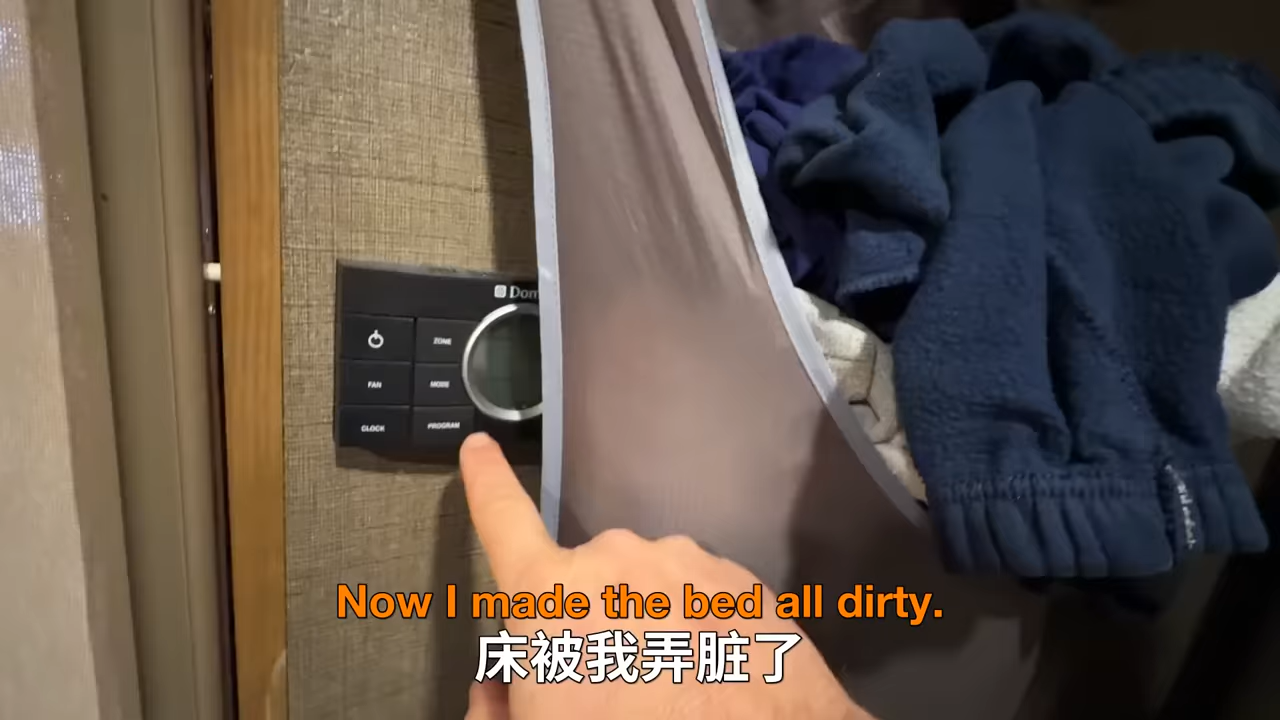 Dom
ZONE
FAN
MODE
CLOCK
PROGRAM
Now I made the bed all dirty.
床被我弄脏了